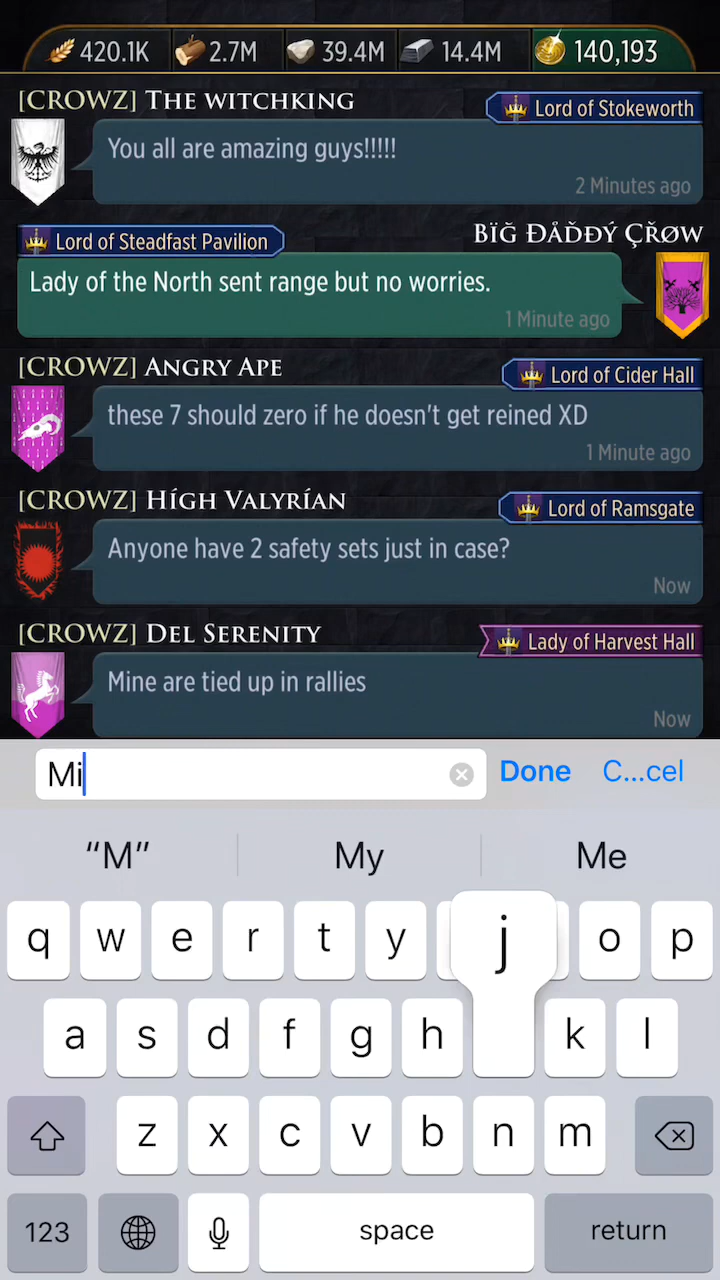 420.1K 2.7M 39.4M 14.4M 140,193
[CROWZ] THE WITCHKING
Lord of Stokeworth
You all are amazing guys!!!!!
2 Minutes ago
Lord of Steadfast Pavilion
BÏĞ ĐÅĎĐÝ ÇŘØW
Lady of the North sent range but no worries.
1 Minute ago
[CROWZ] ANGRY APE
Lord of Cider Hall
these 7 should zero if he doesn't get reined XD
1 Minute ago
[CROWZ] HÍGH VALYRÍAN
Lord of Ramsgate
Anyone have 2 safety sets just in case?
Now
[CROWZ] DEL SERENITY
Lady of Harvest Hall
Mine are tied up in rallies
Now
Mi Done C...cel
“M” My Me
q w e r t y j o p
a s d f g h k l
z x c v b n m
123 space return